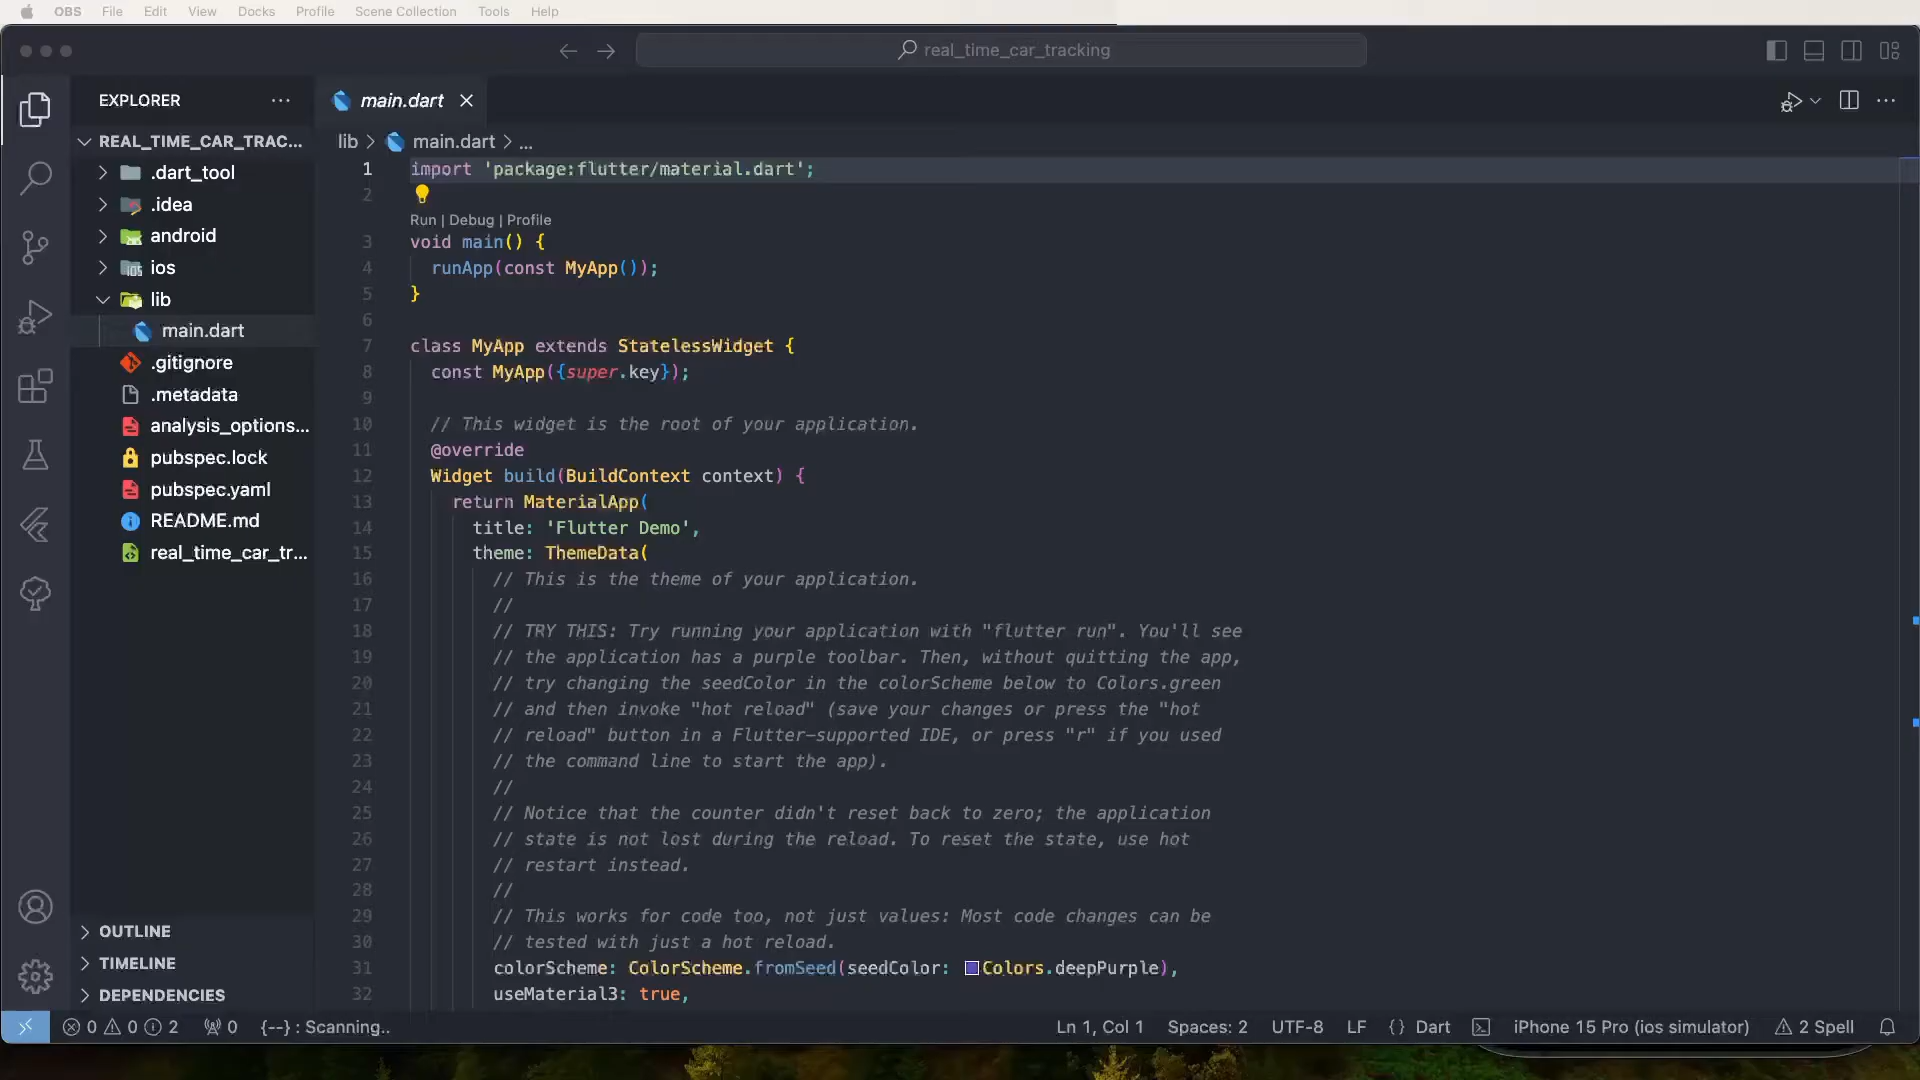 OBS File Edit View Docks Profile Scene Collection Tools Help
real_time_car_tracking
EXPLORER
main.dart
REAL_TIME_CAR_TRAC...
.dart_tool
.idea
android
ios
lib
main.dart
.gitignore
.metadata
analysis_options...
pubspec.lock
pubspec.yaml
README.md
real_time_car_tr...
OUTLINE
TIMELINE
DEPENDENCIES
lib > main.dart > ...
1 import 'package:flutter/material.dart';
2
Run | Debug | Profile
3 void main() {
4 runApp(const MyApp());
5 }
6
7 class MyApp extends StatelessWidget {
8 const MyApp({super.key});
9
10 // This widget is the root of your application.
11 @override
12 Widget build(BuildContext context) {
13 return MaterialApp(
14 title: 'Flutter Demo',
15 theme: ThemeData(
16 // This is the theme of your application.
17 //
18 // TRY THIS: Try running your application with "flutter run". You'll see
19 // the application has a purple toolbar. Then, without quitting the app,
20 // try changing the seedColor in the colorScheme below to Colors.green
21 // and then invoke "hot reload" (save your changes or press the "hot
22 // reload" button in a Flutter-supported IDE, or press "r" if you used
23 // the command line to start the app).
24 //
25 // Notice that the counter didn't reset back to zero; the application
26 // state is not lost during the reload. To reset the state, use hot
27 // restart instead.
28 //
29 // This works for code too, not just values: Most code changes can be
30 // tested with just a hot reload.
31 colorScheme: ColorScheme.fromSeed(seedColor: Colors.deepPurple),
32 useMaterial3: true,
0 0 2 0 {--} : Scanning.. Ln 1, Col 1 Spaces: 2 UTF-8 LF {} Dart iPhone 15 Pro (ios simulator) 2 Spell